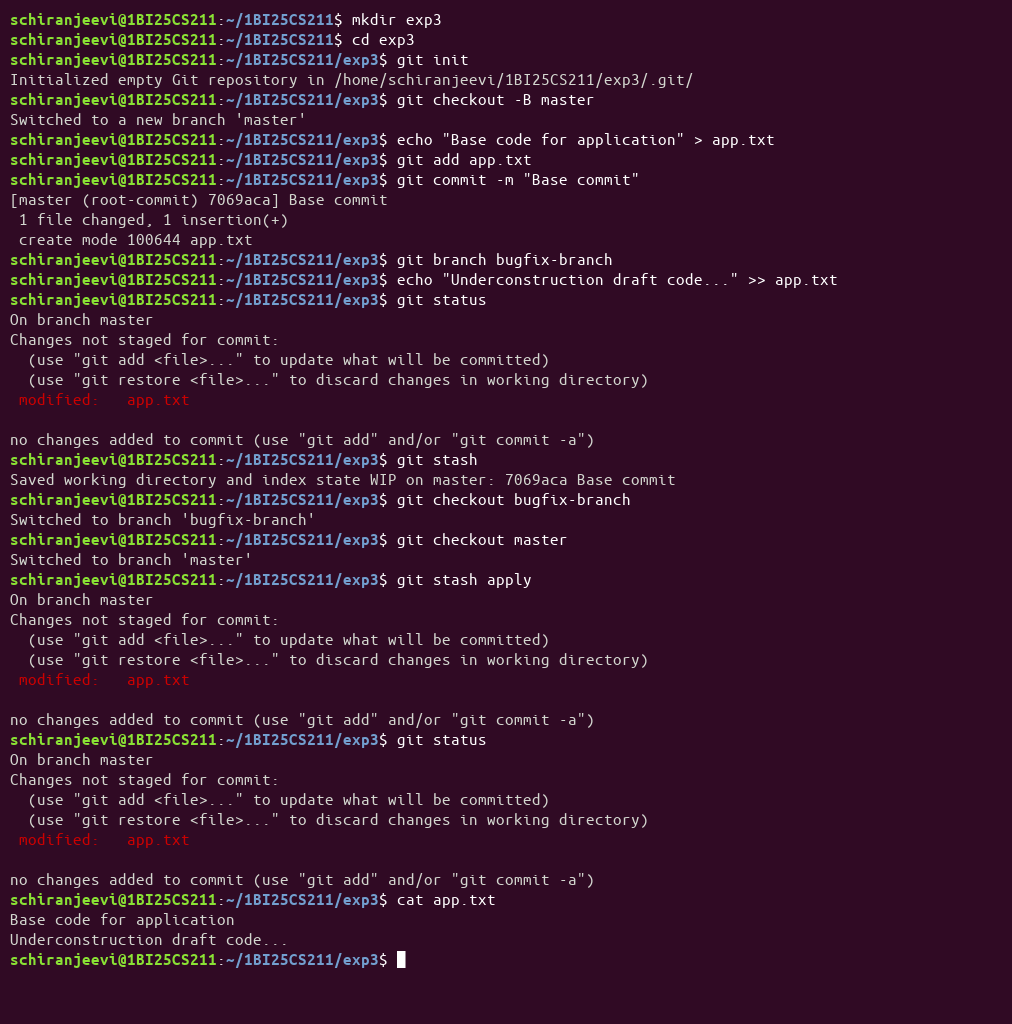 schiranjeevi@1BI25CS211:~/1BI25CS211$ mkdir exp3
schiranjeevi@1BI25CS211:~/1BI25CS211$ cd exp3
schiranjeevi@1BI25CS211:~/1BI25CS211/exp3$ git init
Initialized empty Git repository in /home/schiranjeevi/1BI25CS211/exp3/.git/
schiranjeevi@1BI25CS211:~/1BI25CS211/exp3$ git checkout -B master
Switched to a new branch 'master'
schiranjeevi@1BI25CS211:~/1BI25CS211/exp3$ echo "Base code for application" > app.txt
schiranjeevi@1BI25CS211:~/1BI25CS211/exp3$ git add app.txt
schiranjeevi@1BI25CS211:~/1BI25CS211/exp3$ git commit -m "Base commit"
[master (root-commit) 7069aca] Base commit
 1 file changed, 1 insertion(+)
 create mode 100644 app.txt
schiranjeevi@1BI25CS211:~/1BI25CS211/exp3$ git branch bugfix-branch
schiranjeevi@1BI25CS211:~/1BI25CS211/exp3$ echo "Underconstruction draft code..." >> app.txt
schiranjeevi@1BI25CS211:~/1BI25CS211/exp3$ git status
On branch master
Changes not staged for commit:
  (use "git add <file>..." to update what will be committed)
  (use "git restore <file>..." to discard changes in working directory)
 modified:   app.txt

no changes added to commit (use "git add" and/or "git commit -a")
schiranjeevi@1BI25CS211:~/1BI25CS211/exp3$ git stash
Saved working directory and index state WIP on master: 7069aca Base commit
schiranjeevi@1BI25CS211:~/1BI25CS211/exp3$ git checkout bugfix-branch
Switched to branch 'bugfix-branch'
schiranjeevi@1BI25CS211:~/1BI25CS211/exp3$ git checkout master
Switched to branch 'master'
schiranjeevi@1BI25CS211:~/1BI25CS211/exp3$ git stash apply
On branch master
Changes not staged for commit:
  (use "git add <file>..." to update what will be committed)
  (use "git restore <file>..." to discard changes in working directory)
 modified:   app.txt

no changes added to commit (use "git add" and/or "git commit -a")
schiranjeevi@1BI25CS211:~/1BI25CS211/exp3$ git status
On branch master
Changes not staged for commit:
  (use "git add <file>..." to update what will be committed)
  (use "git restore <file>..." to discard changes in working directory)
 modified:   app.txt

no changes added to commit (use "git add" and/or "git commit -a")
schiranjeevi@1BI25CS211:~/1BI25CS211/exp3$ cat app.txt
Base code for application
Underconstruction draft code...
schiranjeevi@1BI25CS211:~/1BI25CS211/exp3$